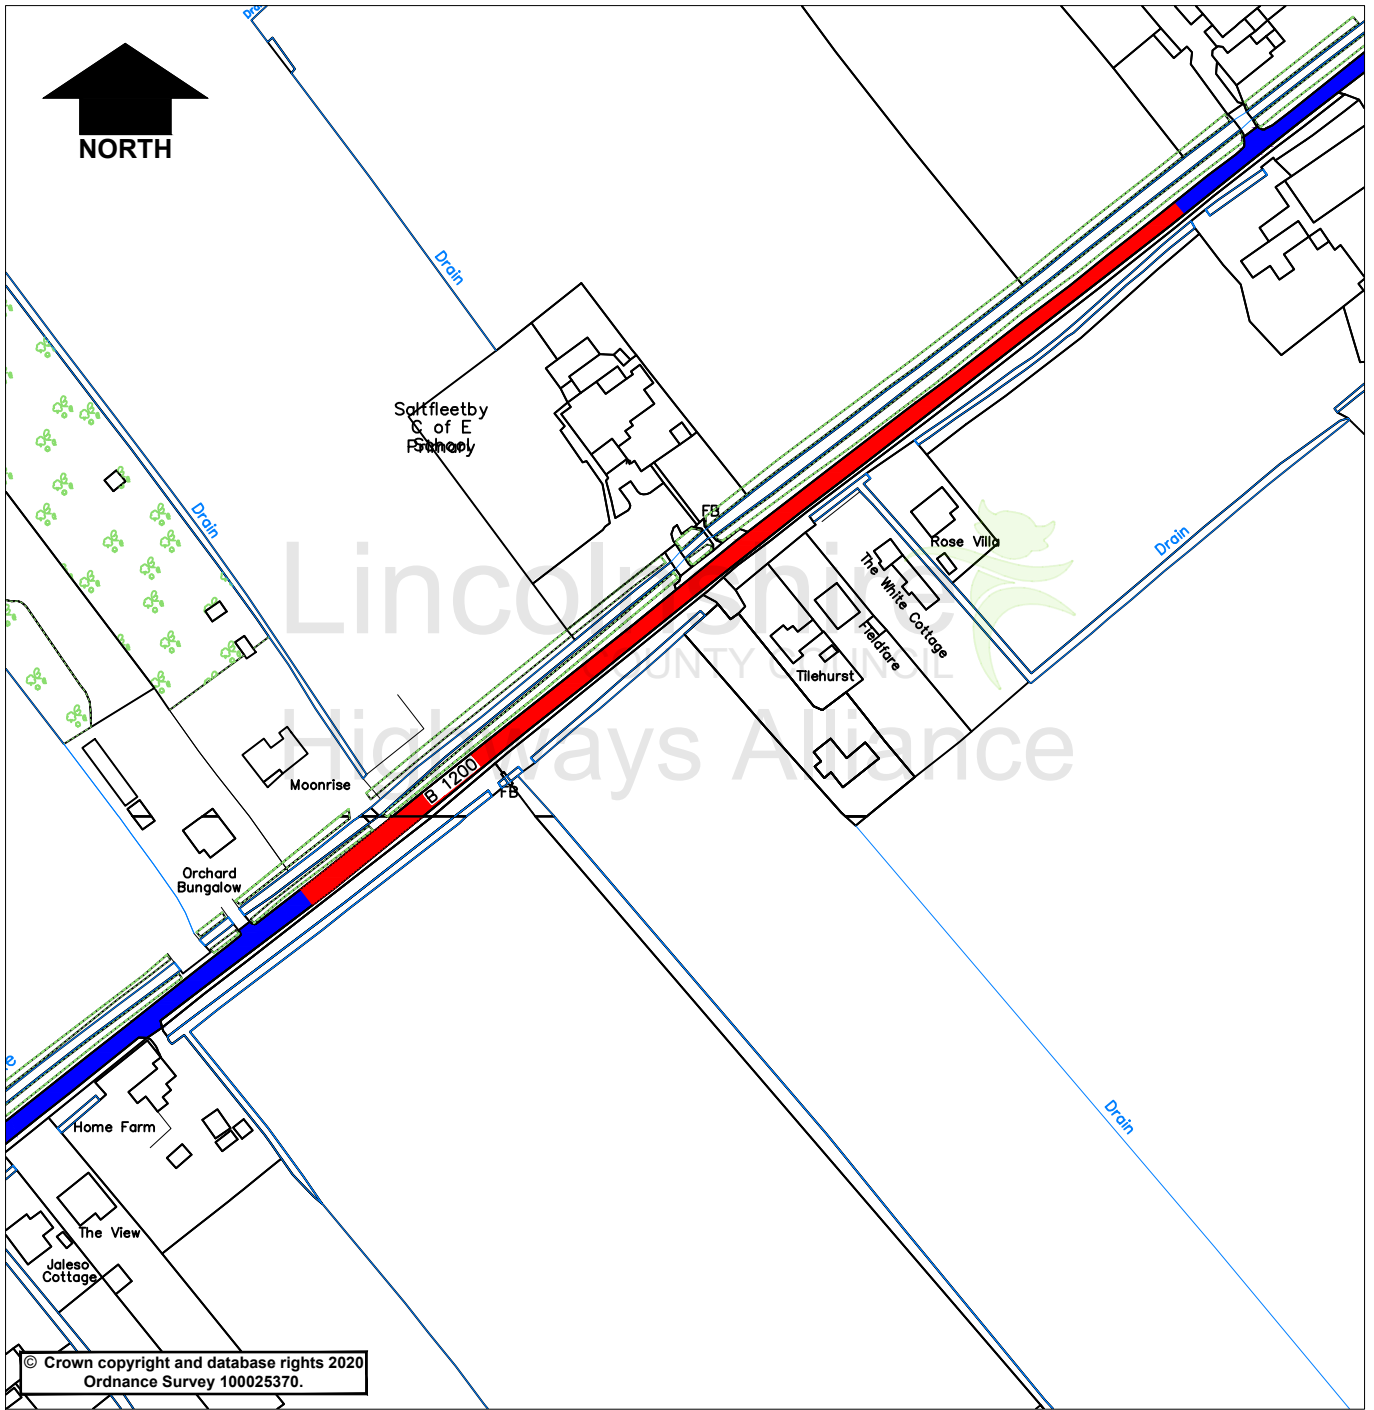 NORTH
Drain
Saltfleetby
C of E
Primary
School
Drain
FB
Rose Villa
The White Cottage
Fieldfare
Tilehurst
Drain
Lincolnshire
COUNTY COUNCIL
Highways Alliance
Moonrise
B 1200
FB
Orchard
Bungalow
Home Farm
Drain
The View
Jaleso
Cottage
© Crown copyright and database rights 2020
Ordnance Survey 100025370.